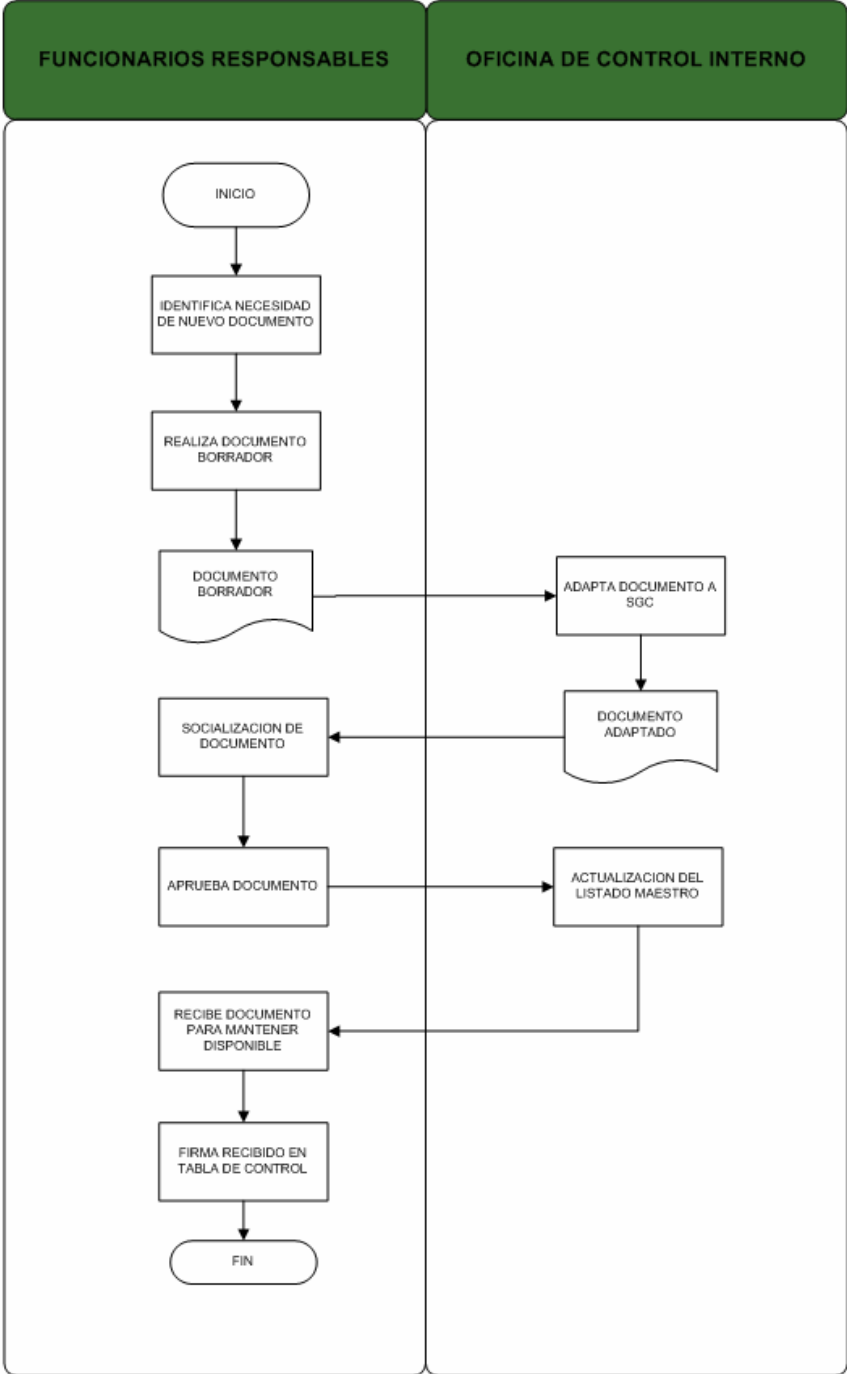 FUNCIONARIOS RESPONSABLES
OFICINA DE CONTROL INTERNO
INICIO
IDENTIFICA NECESIDAD
DE NUEVO DOCUMENTO
REALIZA DOCUMENTO
BORRADOR
DOCUMENTO
BORRADOR
ADAPTA DOCUMENTO A
SGC
DOCUMENTO
ADAPTADO
SOCIALIZACION DE
DOCUMENTO
APRUEBA DOCUMENTO
ACTUALIZACION DEL
LISTADO MAESTRO
RECIBE DOCUMENTO
PARA MANTENER
DISPONIBLE
FIRMA RECIBIDO EN
TABLA DE CONTROL
FIN